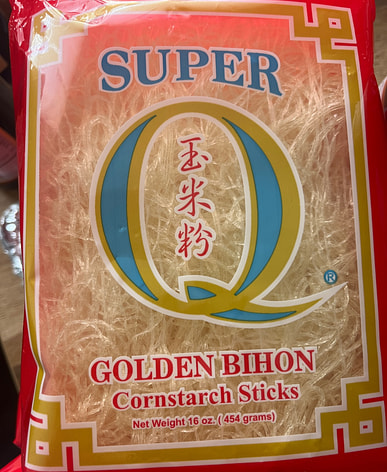 SUPER
Q
玉
米
粉
®
GOLDEN BIHON
Cornstarch Sticks
Net Weight 16 oz. ( 454 grams)